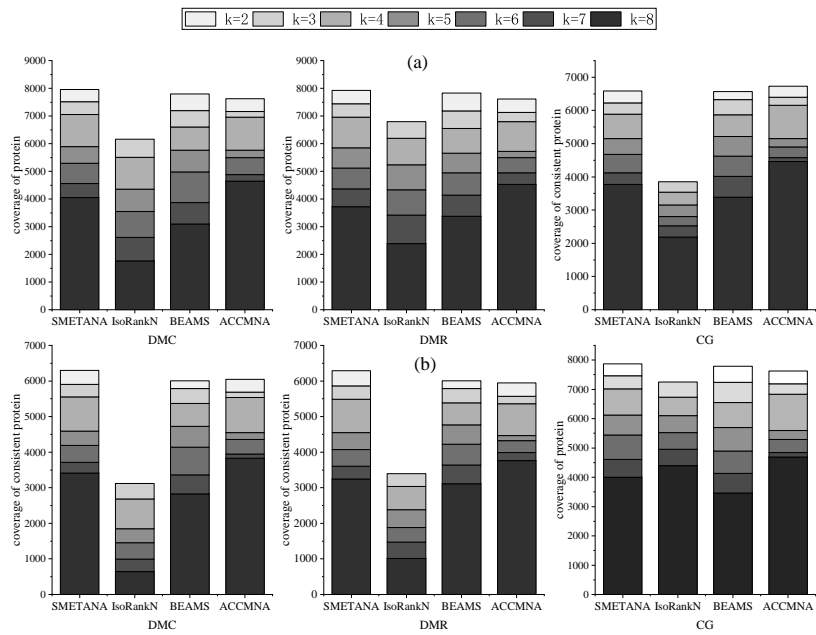 k=2 k=3 k=4 k=5 k=6 k=7 k=8
(a)
coverage of protein
9000
8000
7000
6000
5000
4000
3000
2000
1000
0
SMETANA IsoRankN BEAMS ACCMNA
DMC
coverage of protein
9000
8000
7000
6000
5000
4000
3000
2000
1000
0
SMETANA IsoRankN BEAMS ACCMNA
DMR
coverage of consistent protein
7000
6000
5000
4000
3000
2000
1000
0
SMETANA IsoRankN BEAMS ACCMNA
CG
(b)
coverage of consistent protein
7000
6000
5000
4000
3000
2000
1000
0
SMETANA IsoRankN BEAMS ACCMNA
DMC
coverage of consistent protein
7000
6000
5000
4000
3000
2000
1000
0
SMETANA IsoRankN BEAMS ACCMNA
DMR
coverage of protein
8000
7000
6000
5000
4000
3000
2000
1000
0
SMETANA IsoRankN BEAMS ACCMNA
CG